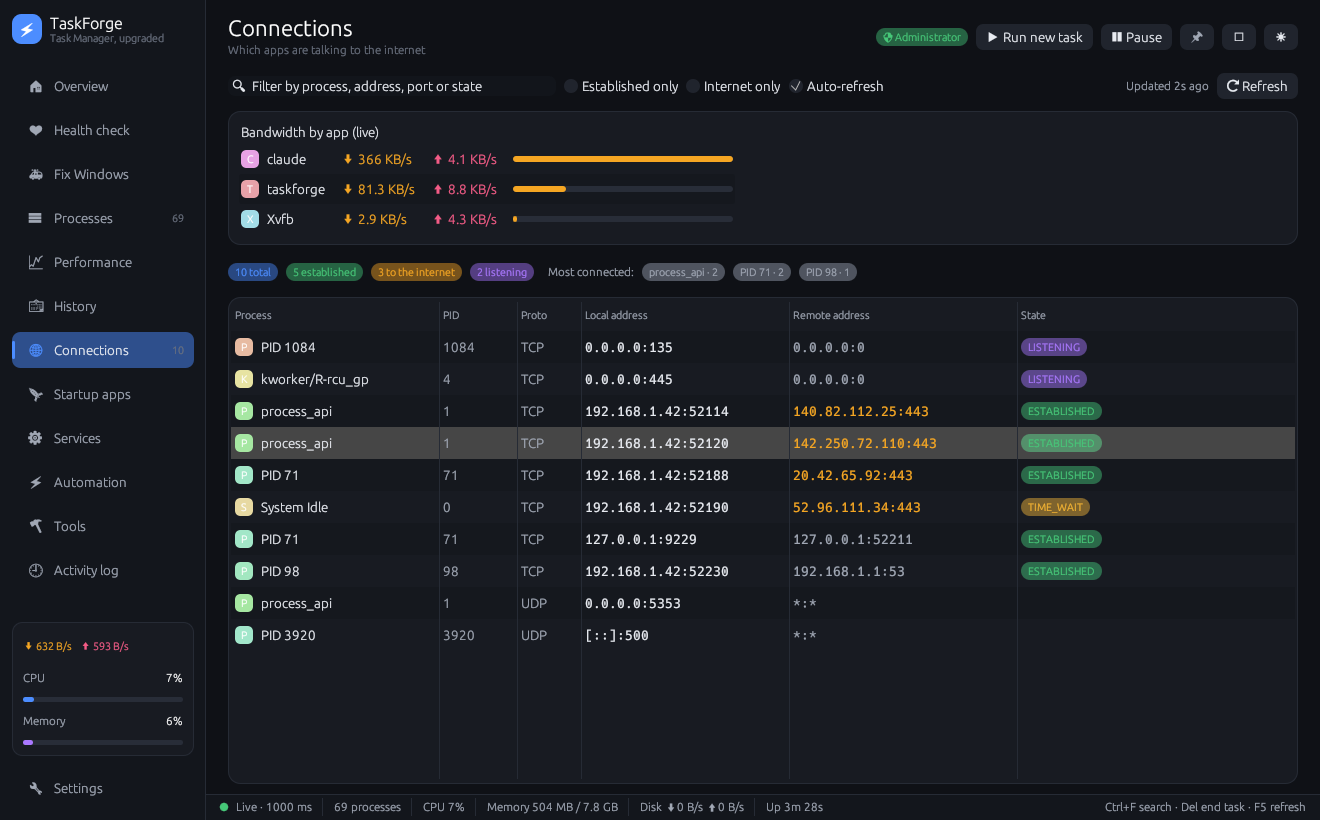 TaskForge
Task Manager, upgraded
Overview
Health check
Fix Windows
Processes 69
Performance
History
Connections 10
Startup apps
Services
Automation
Tools
Activity log
632 B/s 593 B/s
CPU 7%
Memory 6%
Settings
Connections
Which apps are talking to the internet
Administrator Run new task Pause
Filter by process, address, port or state Established only Internet only Auto-refresh Updated 2s ago Refresh
Bandwidth by app (live)
C claude 366 KB/s 4.1 KB/s
T taskforge 81.3 KB/s 8.8 KB/s
X Xvfb 2.9 KB/s 4.3 KB/s
10 total 5 established 3 to the internet 2 listening Most connected: process_api · 2 PID 71 · 2 PID 98 · 1
Process PID Proto Local address Remote address State
P PID 1084 1084 TCP 0.0.0.0:135 0.0.0.0:0 LISTENING
K kworker/R-rcu_gp 4 TCP 0.0.0.0:445 0.0.0.0:0 LISTENING
P process_api 1 TCP 192.168.1.42:52114 140.82.112.25:443 ESTABLISHED
P process_api 1 TCP 192.168.1.42:52120 142.250.72.110:443 ESTABLISHED
P PID 71 71 TCP 192.168.1.42:52188 20.42.65.92:443 ESTABLISHED
S System Idle 0 TCP 192.168.1.42:52190 52.96.111.34:443 TIME_WAIT
P PID 71 71 TCP 127.0.0.1:9229 127.0.0.1:52211 ESTABLISHED
P PID 98 98 TCP 192.168.1.42:52230 192.168.1.1:53 ESTABLISHED
P process_api 1 UDP 0.0.0.0:5353 *:*
P PID 3920 3920 UDP [::]:500 *:*
Live · 1000 ms 69 processes CPU 7% Memory 504 MB / 7.8 GB Disk 0 B/s 0 B/s Up 3m 28s Ctrl+F search · Del end task · F5 refresh